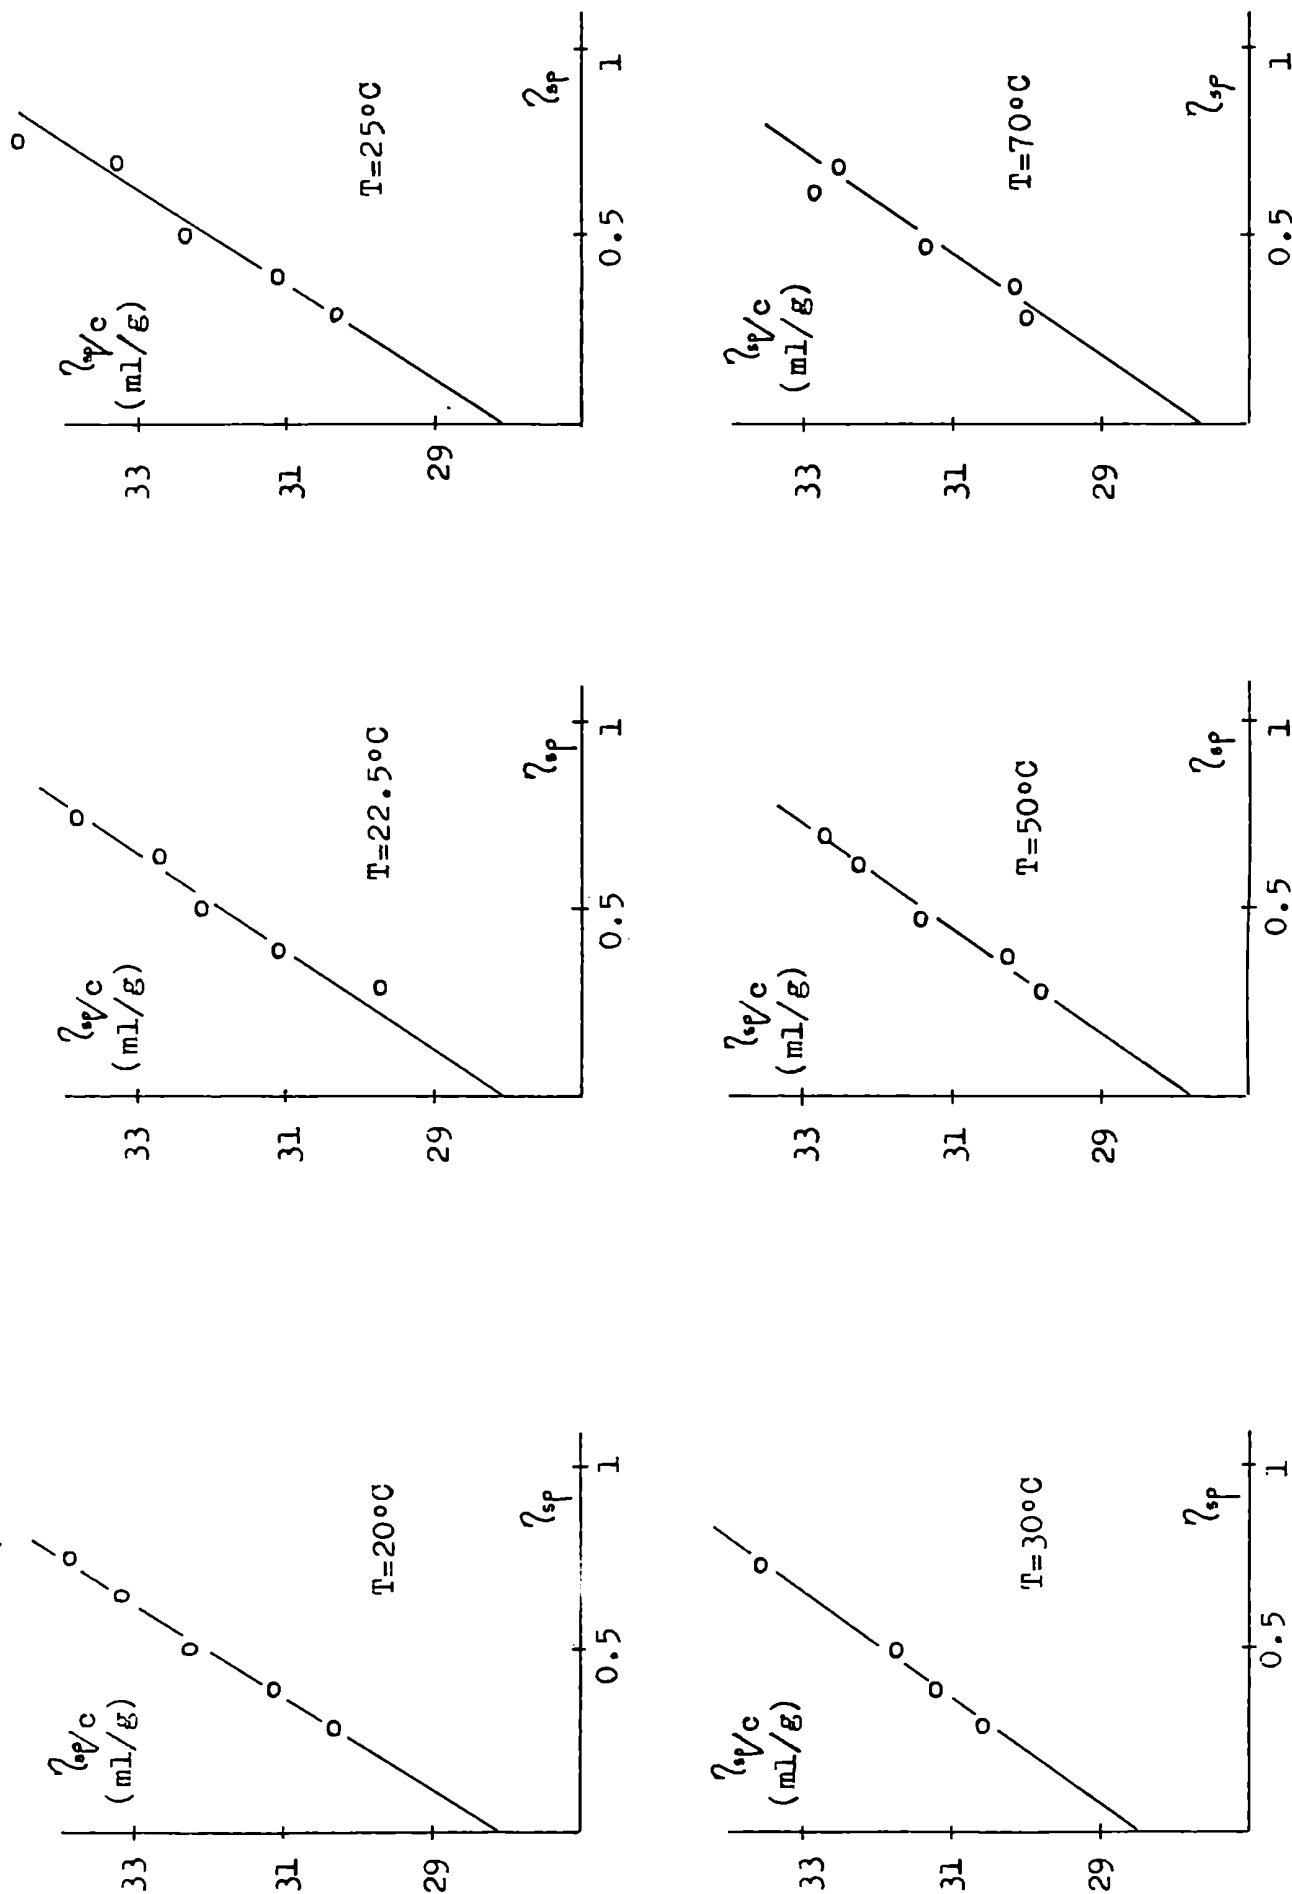 ηsp/c
(ml/g)
33
31
29
T=20°C
ηsp
0.5
1
ηsp/c
(ml/g)
33
31
29
T=22.5°C
ηsp
0.5
1
ηsp/c
(ml/g)
33
31
29
T=25°C
ηsp
0.5
1
ηsp/c
(ml/g)
33
31
29
T=30°C
ηsp
0.5
1
ηsp/c
(ml/g)
33
31
29
T=50°C
ηsp
0.5
1
ηsp/c
(ml/g)
33
31
29
T=70°C
ηsp
0.5
1